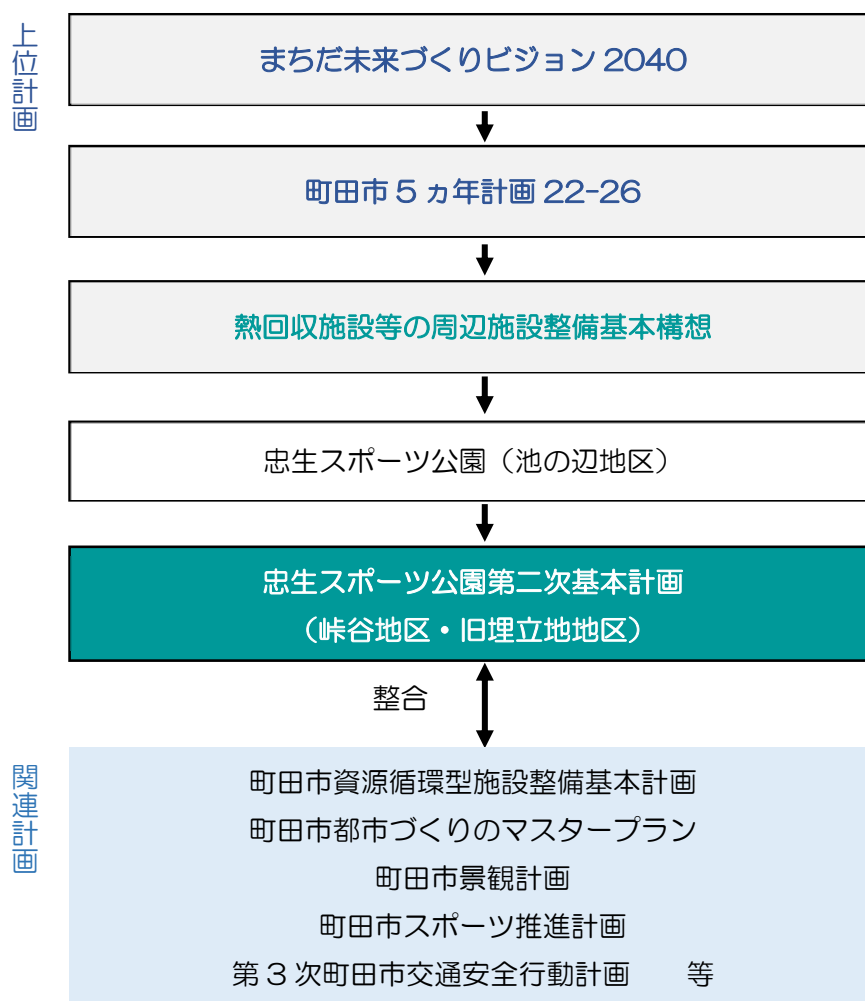 上位計画
まちだ未来づくりビジョン 2040
町田市 5 ヵ年計画 22-26
熱回収施設等の周辺施設整備基本構想
忠生スポーツ公園（池の辺地区）
忠生スポーツ公園第二次基本計画
（峠谷地区・旧埋立地地区）
整合
関連計画
町田市資源循環型施設整備基本計画
町田市都市づくりのマスタープラン
町田市景観計画
町田市スポーツ推進計画
第 3 次町田市交通安全行動計画　　等